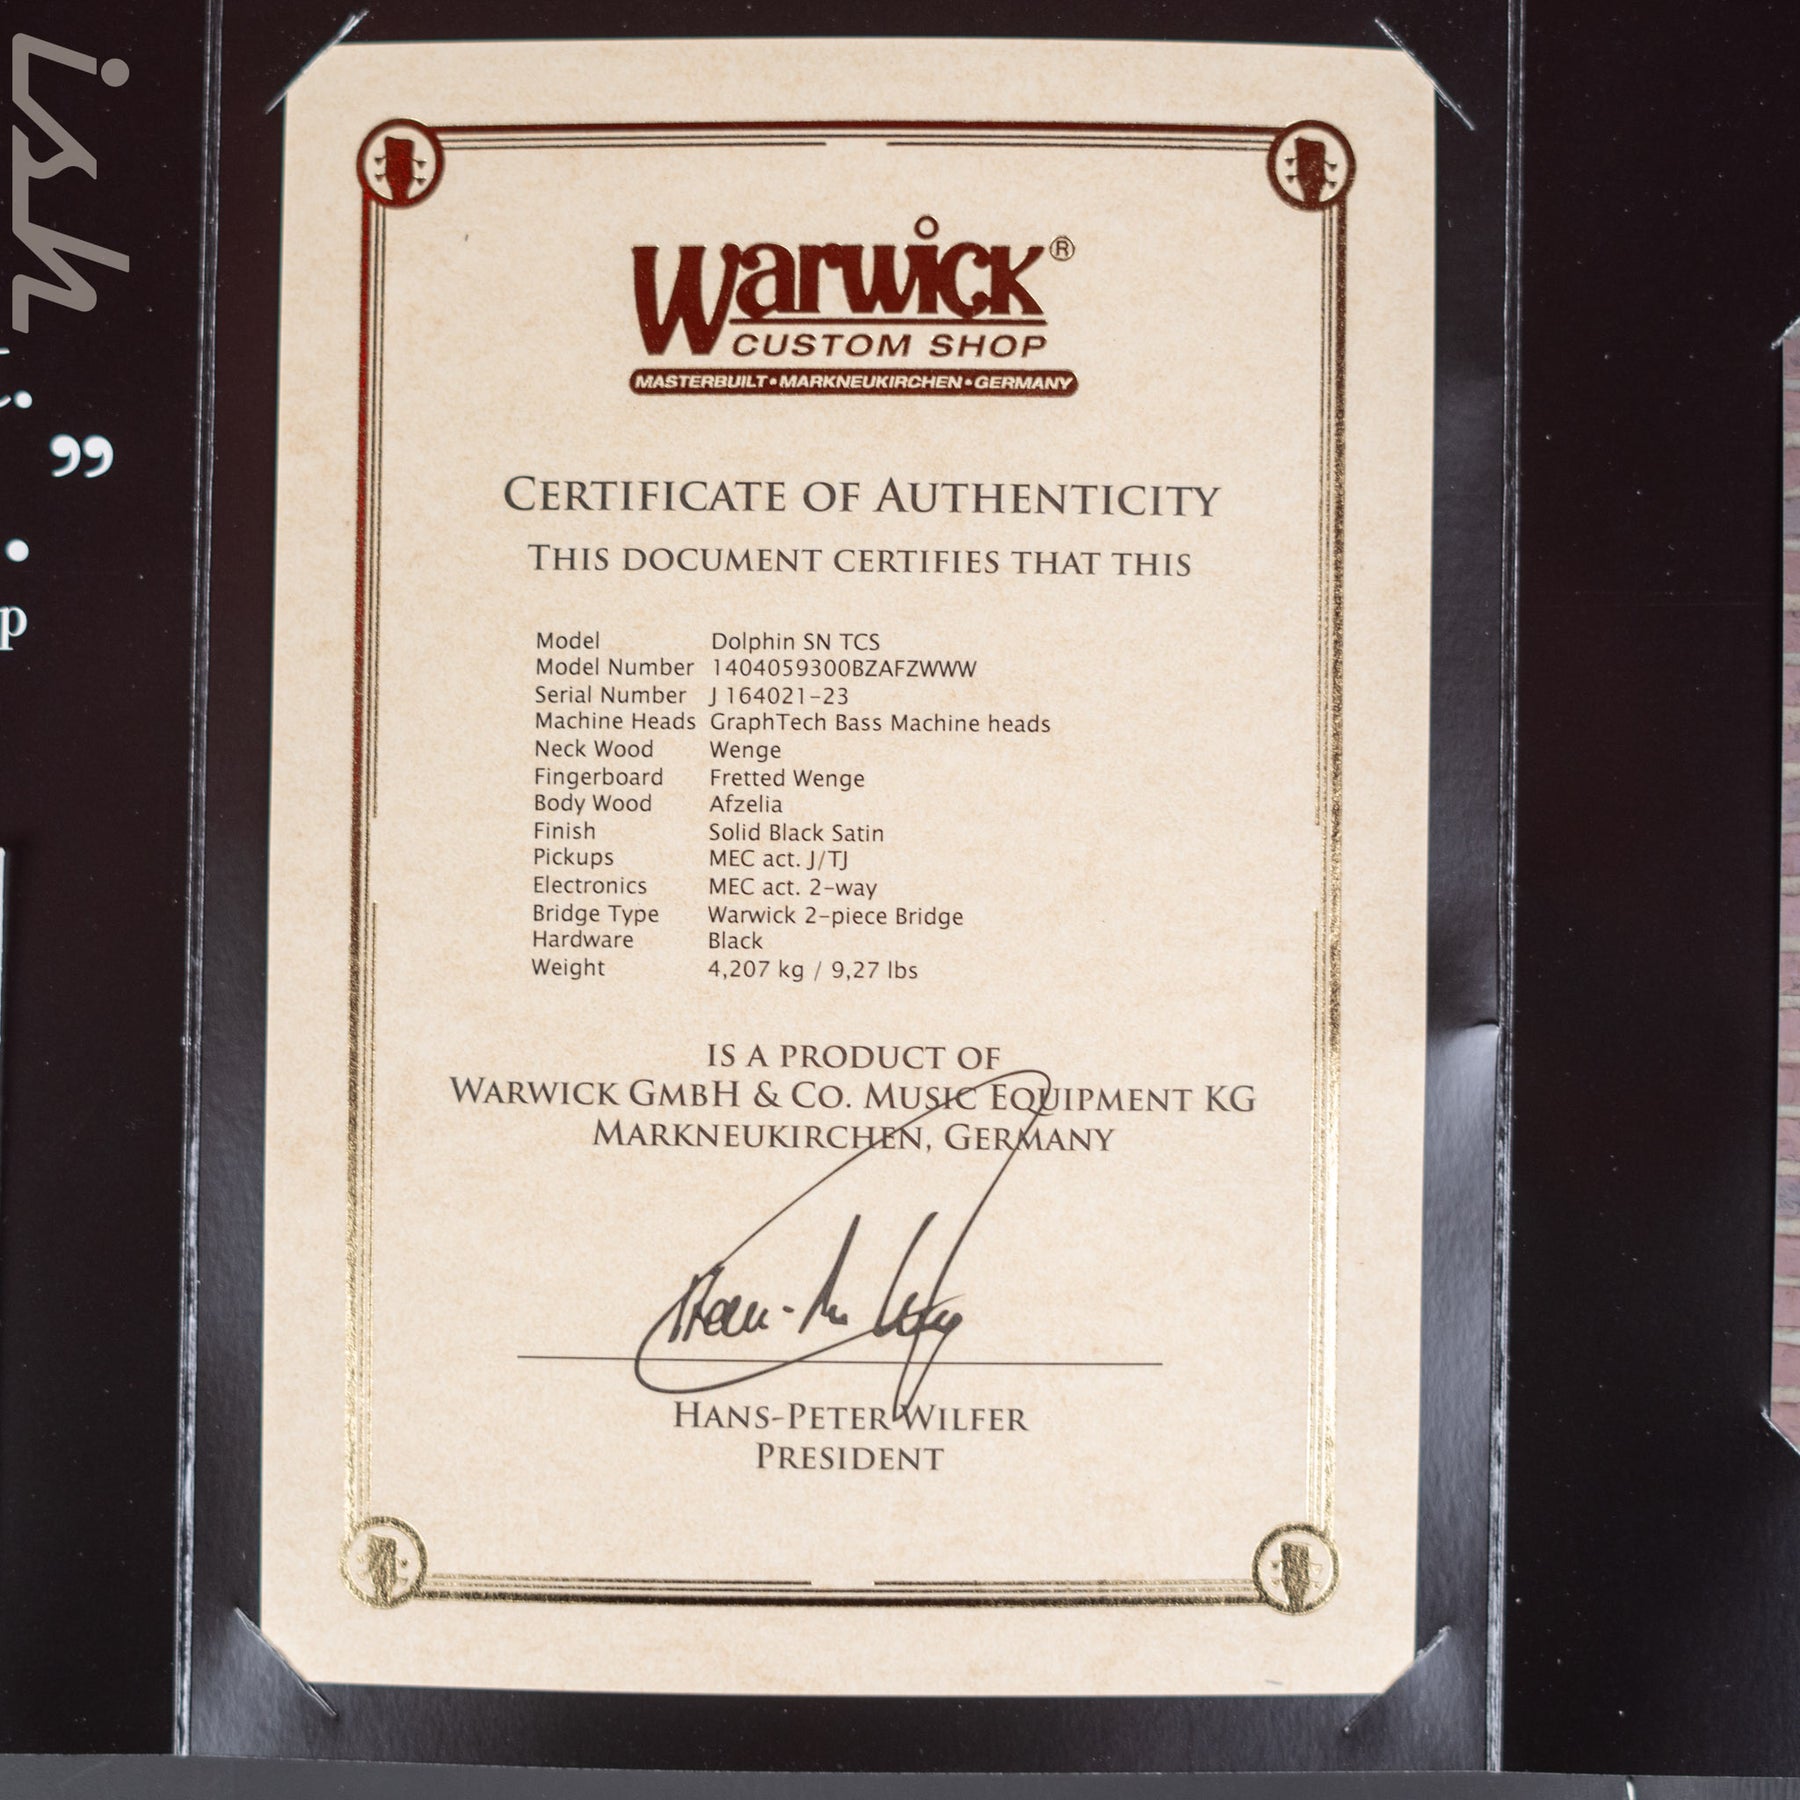 ish
”
p
Warwick®
CUSTOM SHOP
MASTERBUILT • MARKNEUKIRCHEN • GERMANY
CERTIFICATE OF AUTHENTICITY
THIS DOCUMENT CERTIFIES THAT THIS
Model Dolphin SN TCS
Model Number 1404059300BZAFZWWW
Serial Number J 164021-23
Machine Heads GraphTech Bass Machine heads
Neck Wood Wenge
Fingerboard Fretted Wenge
Body Wood Afzelia
Finish Solid Black Satin
Pickups MEC act. J/TJ
Electronics MEC act. 2-way
Bridge Type Warwick 2-piece Bridge
Hardware Black
Weight 4,207 kg / 9,27 lbs
IS A PRODUCT OF
WARWICK GMBH & CO. MUSIC EQUIPMENT KG
MARKNEUKIRCHEN, GERMANY
HANS-PETER WILFER
PRESIDENT